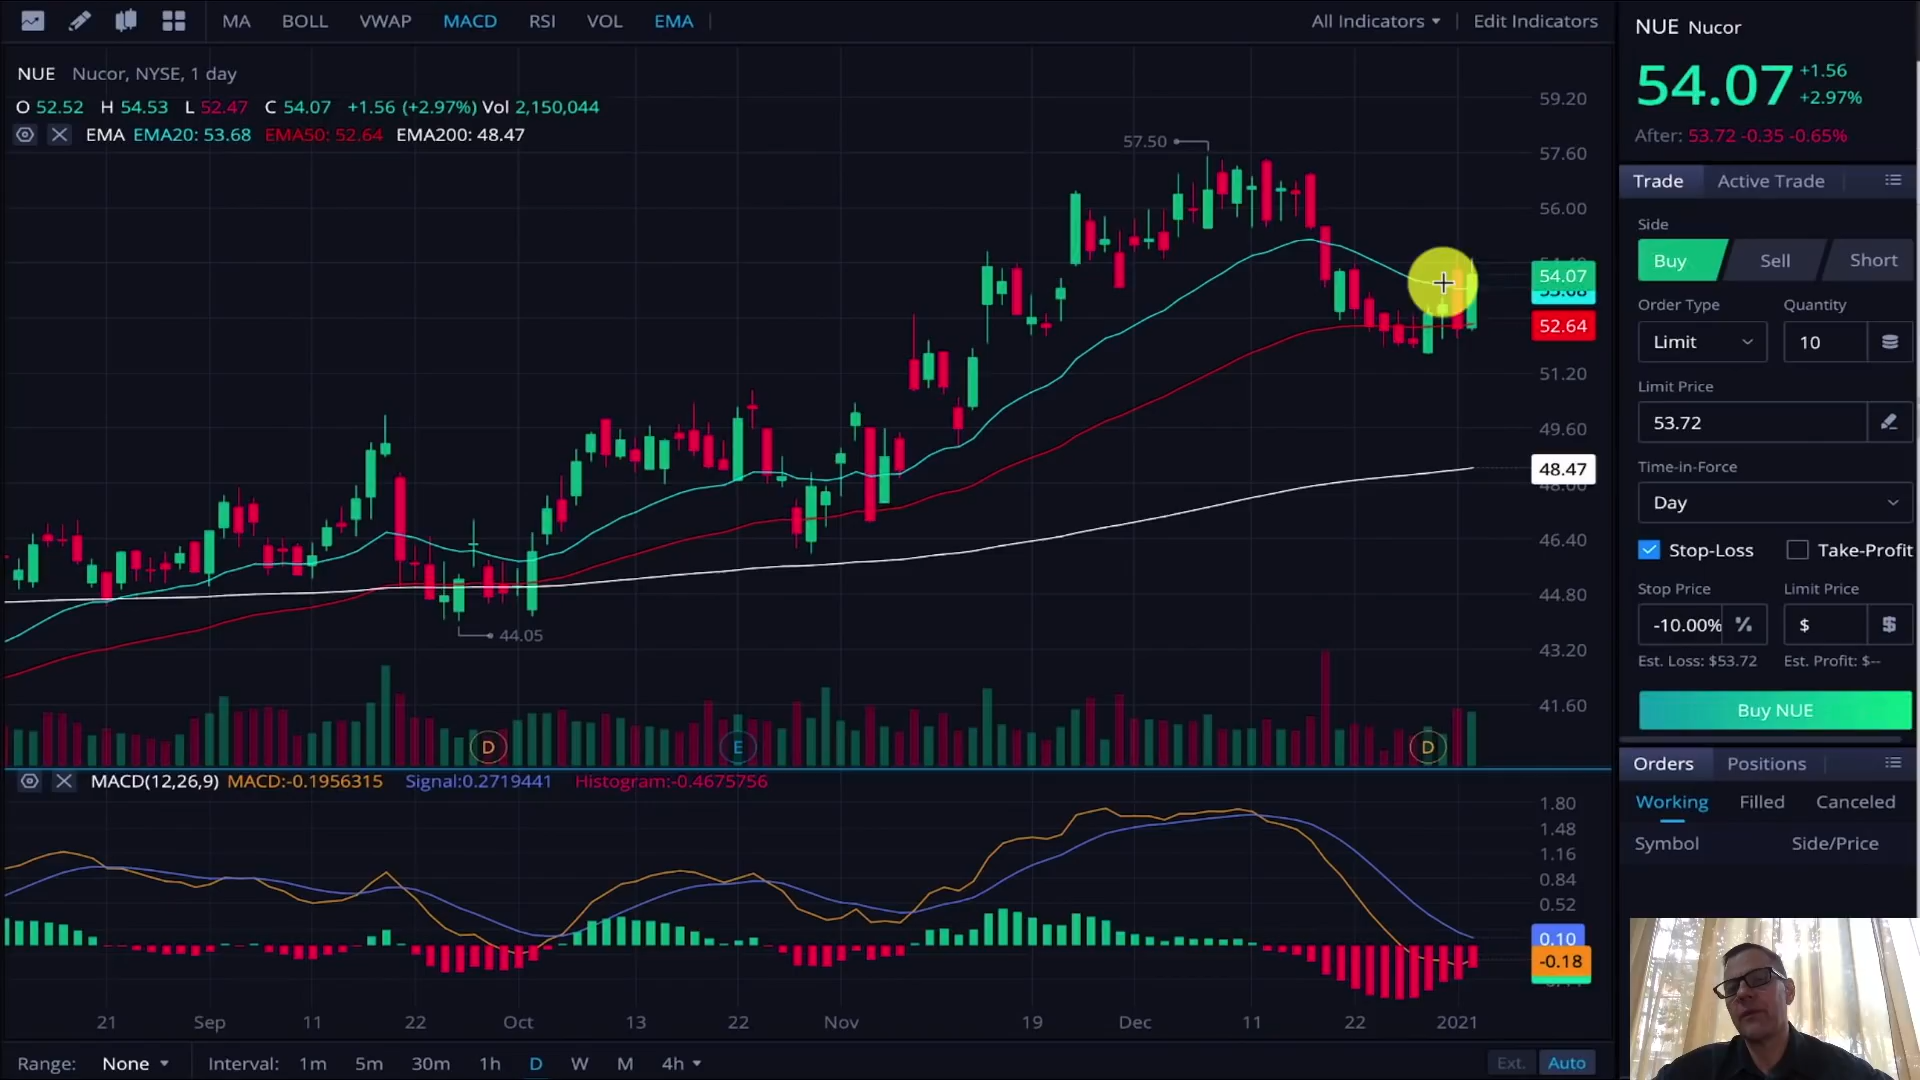 MA BOLL VWAP MACD RSI VOL EMA All Indicators Edit Indicators
NUE Nucor, NYSE, 1 day
O 52.52 H 54.53 L 52.47 C 54.07 +1.56 (+2.97%) Vol 2,150,044
EMA EMA20: 53.68 EMA50: 52.64 EMA200: 48.47
57.50
44.05
59.20
57.60
56.00
54.07
52.64
51.20
49.60
48.47
48.00
46.40
44.80
43.20
41.60
D E D
MACD(12,26,9) MACD:-0.1956315 Signal:0.2719441 Histogram:-0.4675756
1.80
1.48
1.16
0.84
0.52
0.10
-0.18
21 Sep 11 22 Oct 13 22 Nov 19 Dec 11 22 2021
Range: None Interval: 1m 5m 30m 1h D W M 4h Ext. Auto
NUE Nucor
54.07 +1.56
+2.97%
After: 53.72 -0.35 -0.65%
Trade Active Trade
Side
Buy Sell Short
Order Type Quantity
Limit 10
Limit Price
53.72
Time-in-Force
Day
Stop-Loss Take-Profit
Stop Price Limit Price
-10.00% % $ $
Est. Loss: $53.72 Est. Profit: $--
Buy NUE
Orders Positions
Working Filled Canceled
Symbol Side/Price